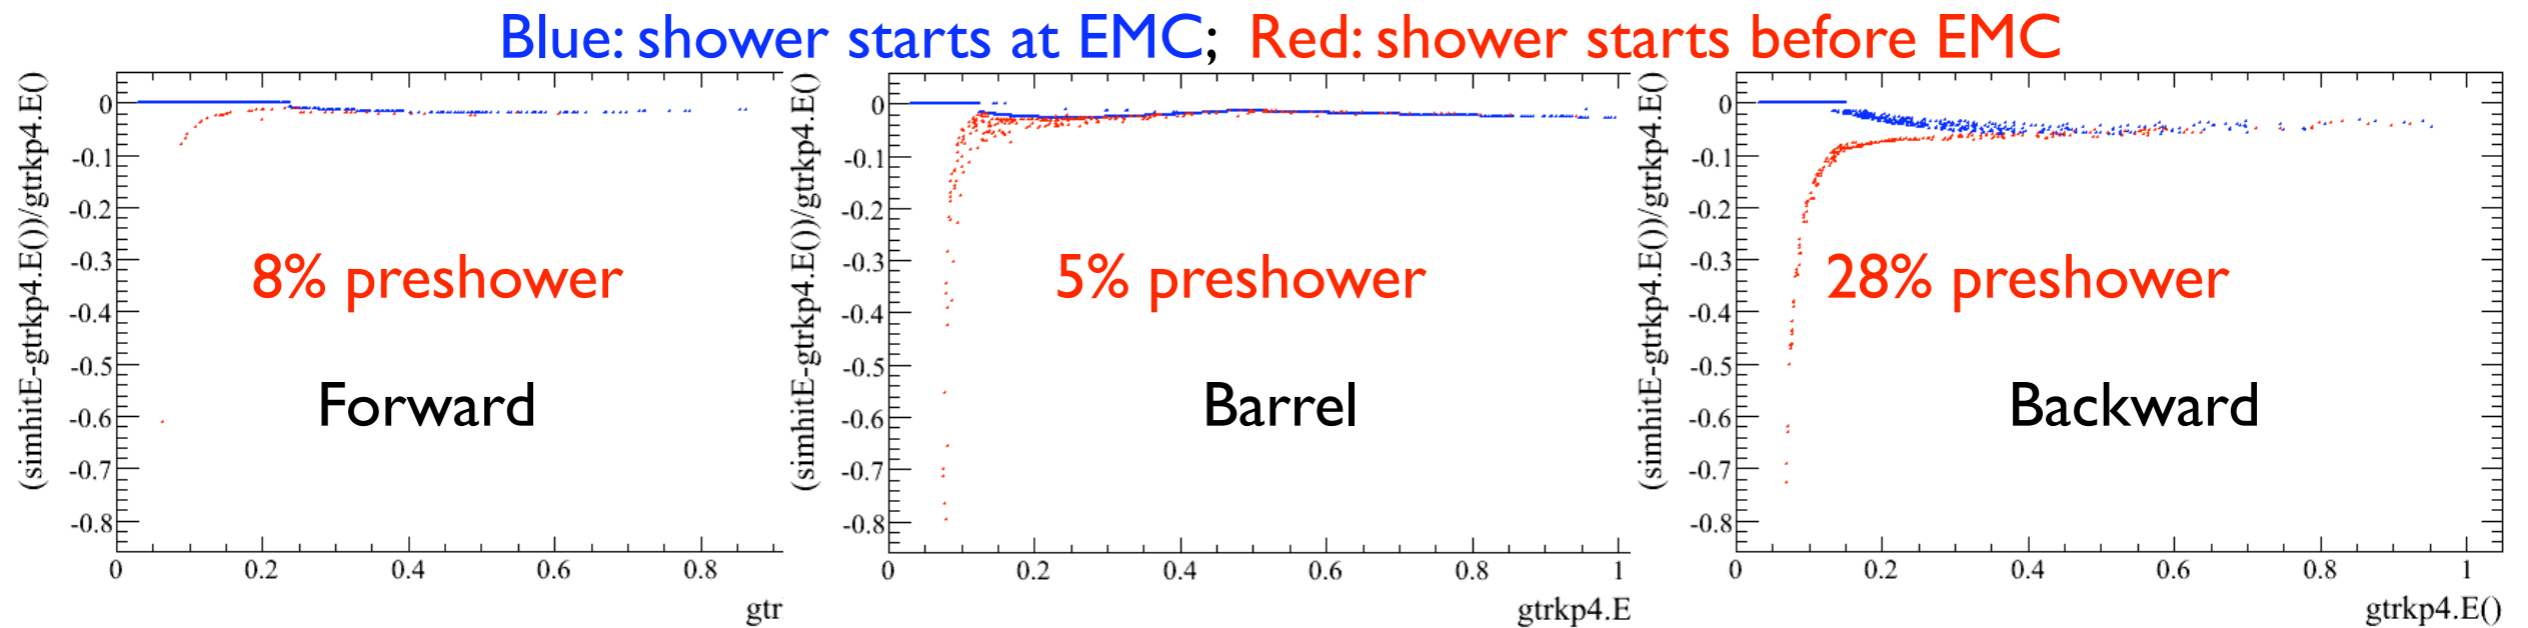 Blue: shower starts at EMC; Red: shower starts before EMC
(simhitE-gtrkp4.E())/gtrkp4.E()
0
-0.1
-0.2
-0.3
-0.4
-0.5
-0.6
-0.7
-0.8
8% preshower
Forward
0 0.2 0.4 0.6 0.8
gtr
(simhitE-gtrkp4.E())/gtrkp4.E()
0
-0.1
-0.2
-0.3
-0.4
-0.5
-0.6
-0.7
-0.8
5% preshower
Barrel
0 0.2 0.4 0.6 0.8 1
gtrkp4.E
(simhitE-gtrkp4.E())/gtrkp4.E()
0
-0.1
-0.2
-0.3
-0.4
-0.5
-0.6
-0.7
-0.8
28% preshower
Backward
0 0.2 0.4 0.6 0.8 1
gtrkp4.E()